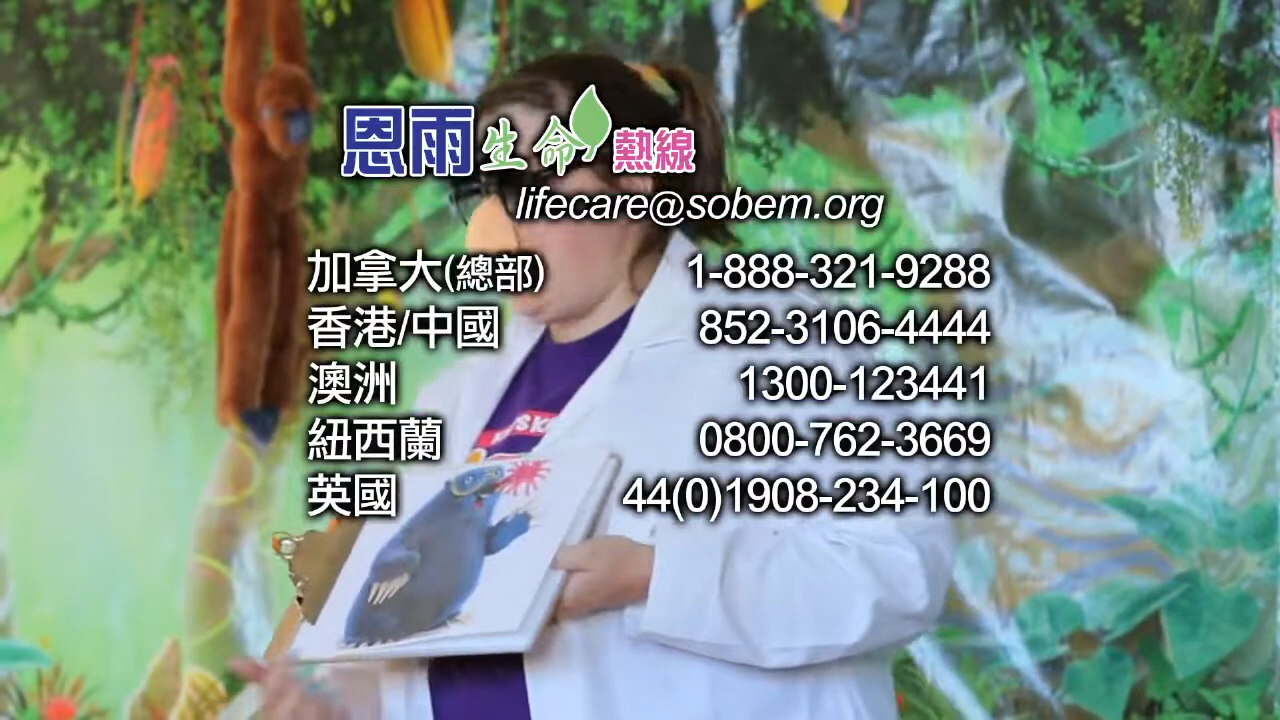 恩雨生命熱線
lifecare@sobem.org
加拿大(總部) 1-888-321-9288
香港/中國 852-3106-4444
澳洲 1300-123441
紐西蘭 0800-762-3669
英國 44(0)1908-234-100